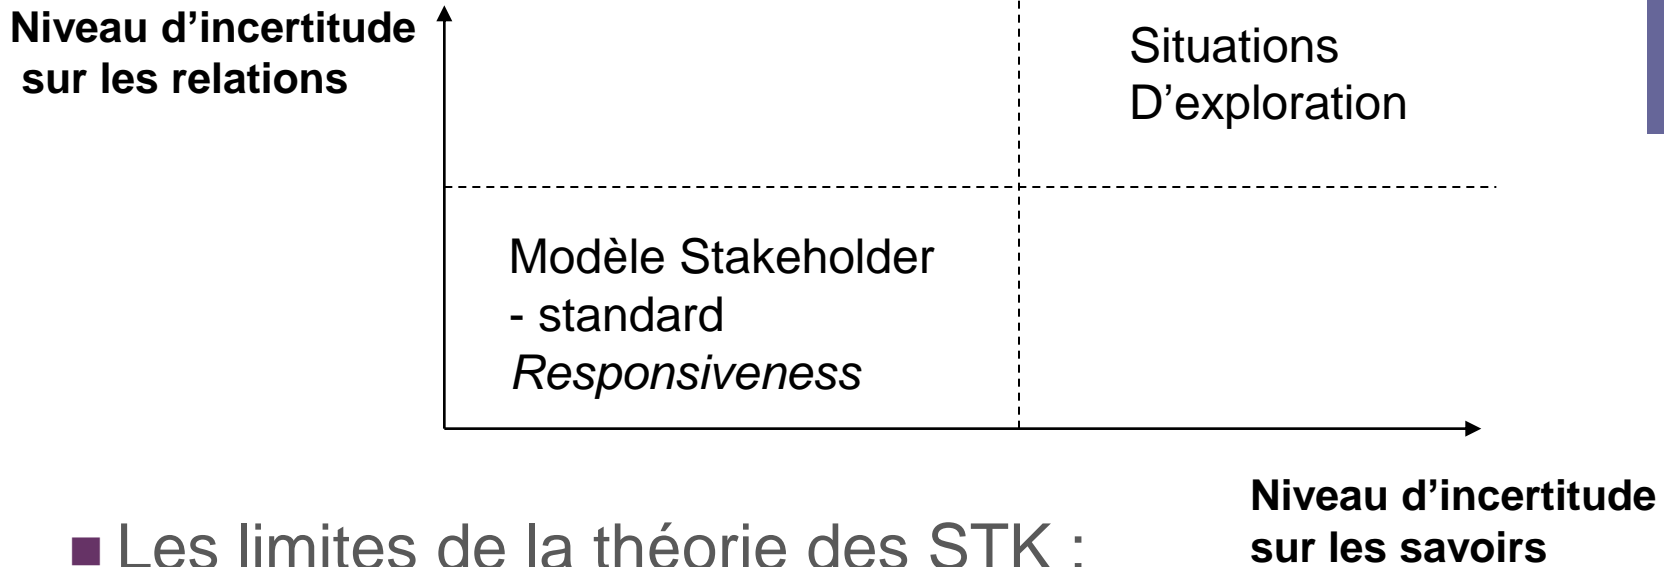 Niveau d'incertitude
sur les relations
Situations
D'exploration
Modèle Stakeholder
- standard
Responsiveness
Niveau d'incertitude
sur les savoirs
Les limites de la théorie des STK :